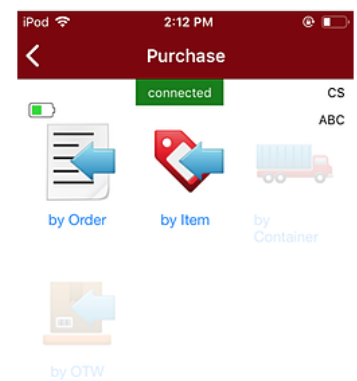 iPod 2:12 PM
Purchase
connected
CS
ABC
by Order
by Item
by
Container
by OTW